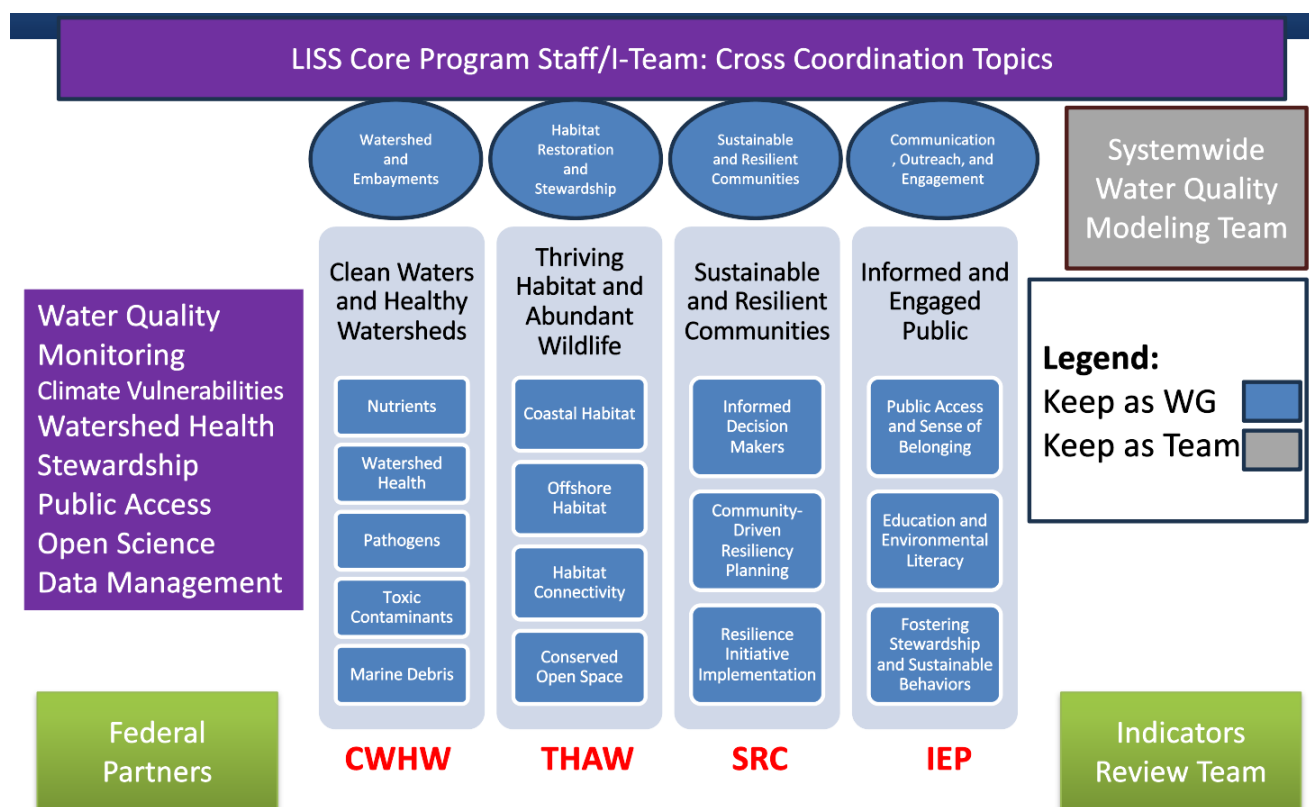 LISS Core Program Staff/I-Team: Cross Coordination Topics
Watershed
and
Embayments
Habitat
Restoration
and
Stewardship
Sustainable
and Resilient
Communities
Communication
, Outreach, and
Engagement
Systemwide
Water Quality
Modeling Team
Water Quality
Monitoring
Climate Vulnerabilities
Watershed Health
Stewardship
Public Access
Open Science
Data Management
Clean Waters
and Healthy
Watersheds
Nutrients
Watershed
Health
Pathogens
Toxic
Contaminants
Marine Debris
Thriving
Habitat and
Abundant
Wildlife
Coastal Habitat
Offshore
Habitat
Habitat
Connectivity
Conserved
Open Space
Sustainable
and Resilient
Communities
Informed
Decision
Makers
Community-
Driven
Resiliency
Planning
Resilience
Initiative
Implementation
Informed and
Engaged
Public
Public Access
and Sense of
Belonging
Education and
Environmental
Literacy
Fostering
Stewardship
and Sustainable
Behaviors
Legend:
Keep as WG
Keep as Team
Federal
Partners
CWHW
THAW
SRC
IEP
Indicators
Review Team